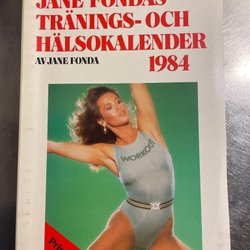 JANE FONDAS
TRÄNINGS- OCH
HÄLSOKALENDER
AV JANE FONDA 1984
WORKOUT